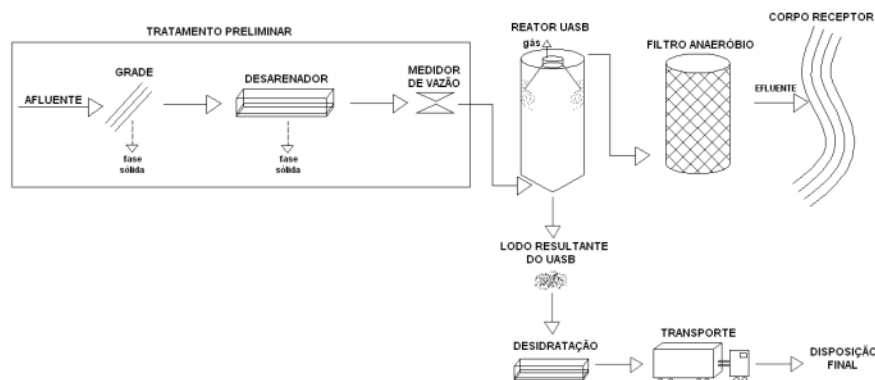 TRATAMENTO PRELIMINAR
AFLUENTE
GRADE
fase
sólida
DESARENADOR
fase
sólida
MEDIDOR
DE VAZÃO
REATOR UASB
gás
FILTRO ANAERÓBIO
EFLUENTE
CORPO RECEPTOR
LODO RESULTANTE
DO UASB
DESIDRATAÇÃO
TRANSPORTE
DISPOSIÇÃO
FINAL